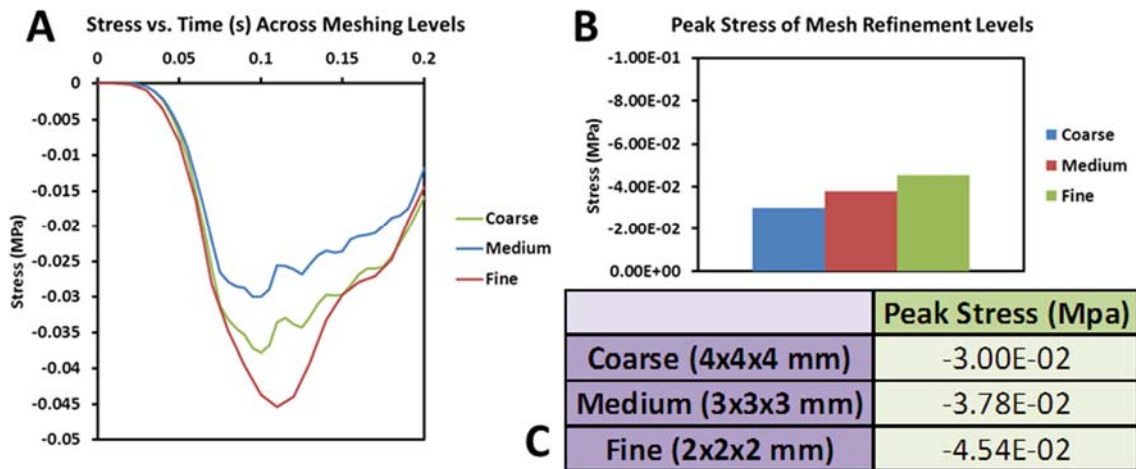 A
Stress vs. Time (s) Across Meshing Levels
0 0.05 0.1 0.15 0.2
0
-0.005
-0.01
-0.015
-0.02
-0.025
-0.03
-0.035
-0.04
-0.045
-0.05
Stress (MPa)
Coarse
Medium
Fine
B
Peak Stress of Mesh Refinement Levels
-1.00E-01
-8.00E-02
-6.00E-02
-4.00E-02
-2.00E-02
0.00E+00
Stress (MPa)
Coarse
Medium
Fine
C
Peak Stress (Mpa)
Coarse (4x4x4 mm) -3.00E-02
Medium (3x3x3 mm) -3.78E-02
Fine (2x2x2 mm) -4.54E-02